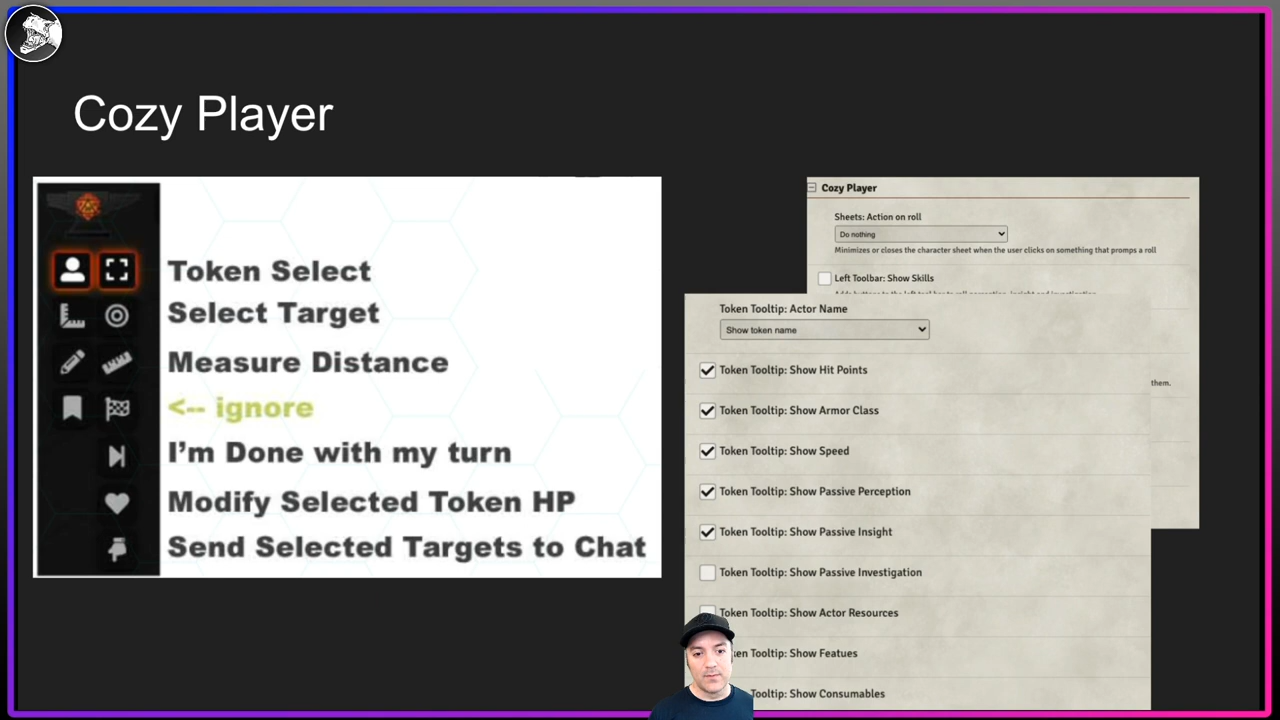 Cozy Player
Token Select
Select Target
Measure Distance
<-- ignore
I'm Done with my turn
Modify Selected Token HP
Send Selected Targets to Chat
Cozy Player
Sheets: Action on roll
Do nothing
Minimizes or closes the character sheet when the user clicks on something that promps a roll
Left Toolbar: Show Skills
them.
Token Tooltip: Actor Name
Show token name
Token Tooltip: Show Hit Points
Token Tooltip: Show Armor Class
Token Tooltip: Show Speed
Token Tooltip: Show Passive Perception
Token Tooltip: Show Passive Insight
Token Tooltip: Show Passive Investigation
Token Tooltip: Show Actor Resources
Tooltip: Show Featues
Tooltip: Show Consumables